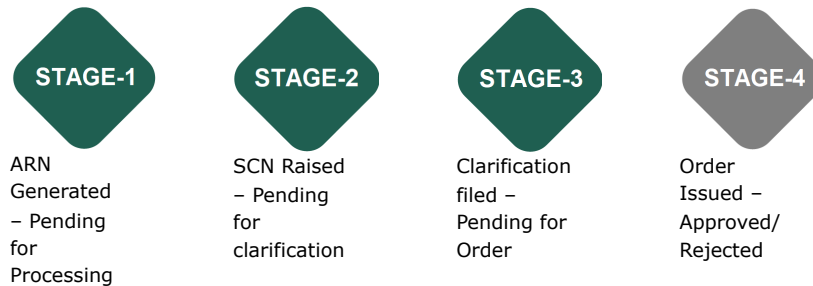 STAGE-1
STAGE-2
STAGE-3
STAGE-4
ARN
Generated
– Pending
for
Processing
SCN Raised
– Pending
for
clarification
Clarification
filed –
Pending for
Order
Order
Issued –
Approved/
Rejected